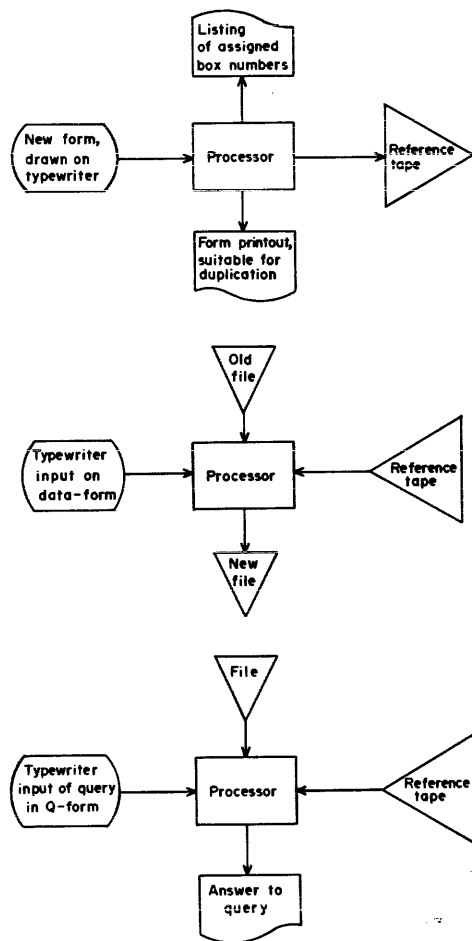 Listing
of assigned
box numbers
New form,
drawn on
typewriter
Processor
Reference
tape
Form printout,
suitable for
duplication
Old
file
Typewriter
input on
data-form
Processor
Reference
tape
New
file
File
Typewriter
input of query
in Q-form
Processor
Reference
tape
Answer to
query